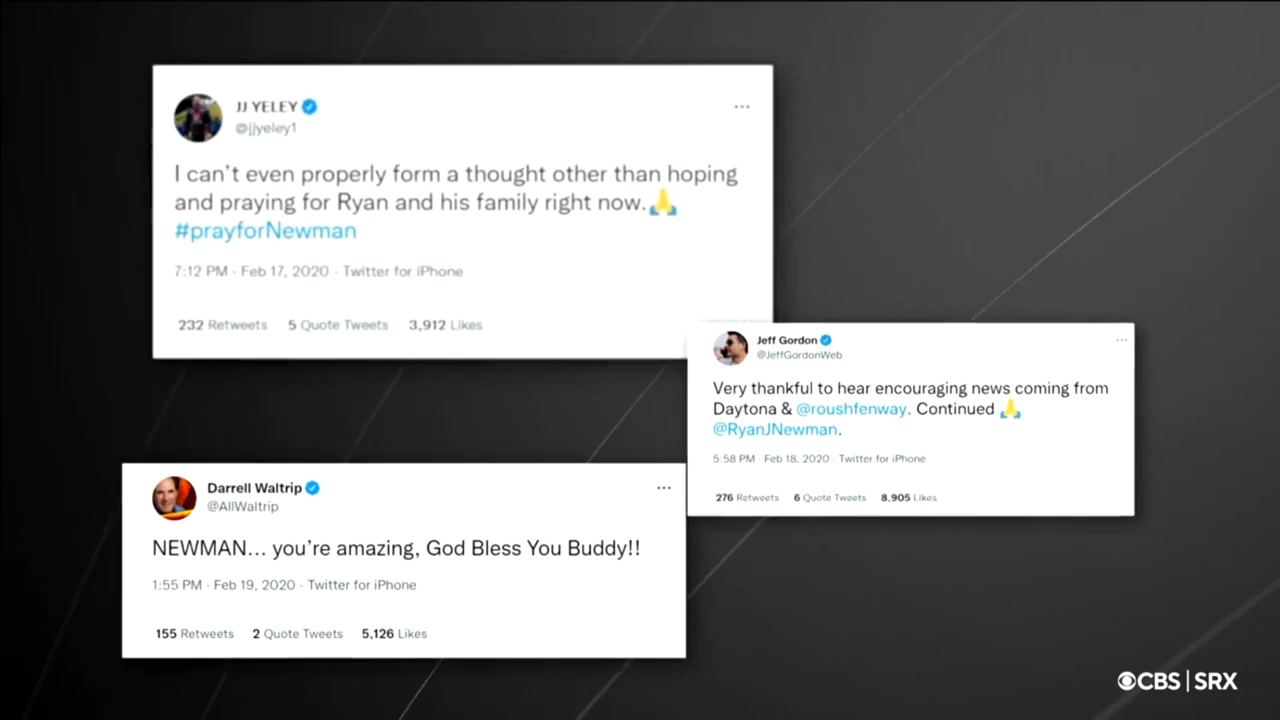 JJ YELEY
@jjyeley1
I can't even properly form a thought other than hoping
and praying for Ryan and his family right now.🙏
#prayforNewman
7:12 PM · Feb 17, 2020 · Twitter for iPhone
232 Retweets 5 Quote Tweets 3,912 Likes
Jeff Gordon
@JeffGordonWeb
Very thankful to hear encouraging news coming from
Daytona & @roushfenway. Continued 🙏
@RyanJNewman.
5:58 PM · Feb 18, 2020 · Twitter for iPhone
276 Retweets 6 Quote Tweets 8,905 Likes
Darrell Waltrip
@AllWaltrip
NEWMAN... you're amazing, God Bless You Buddy!!
1:55 PM · Feb 19, 2020 · Twitter for iPhone
155 Retweets 2 Quote Tweets 5,126 Likes
CBS | SRX